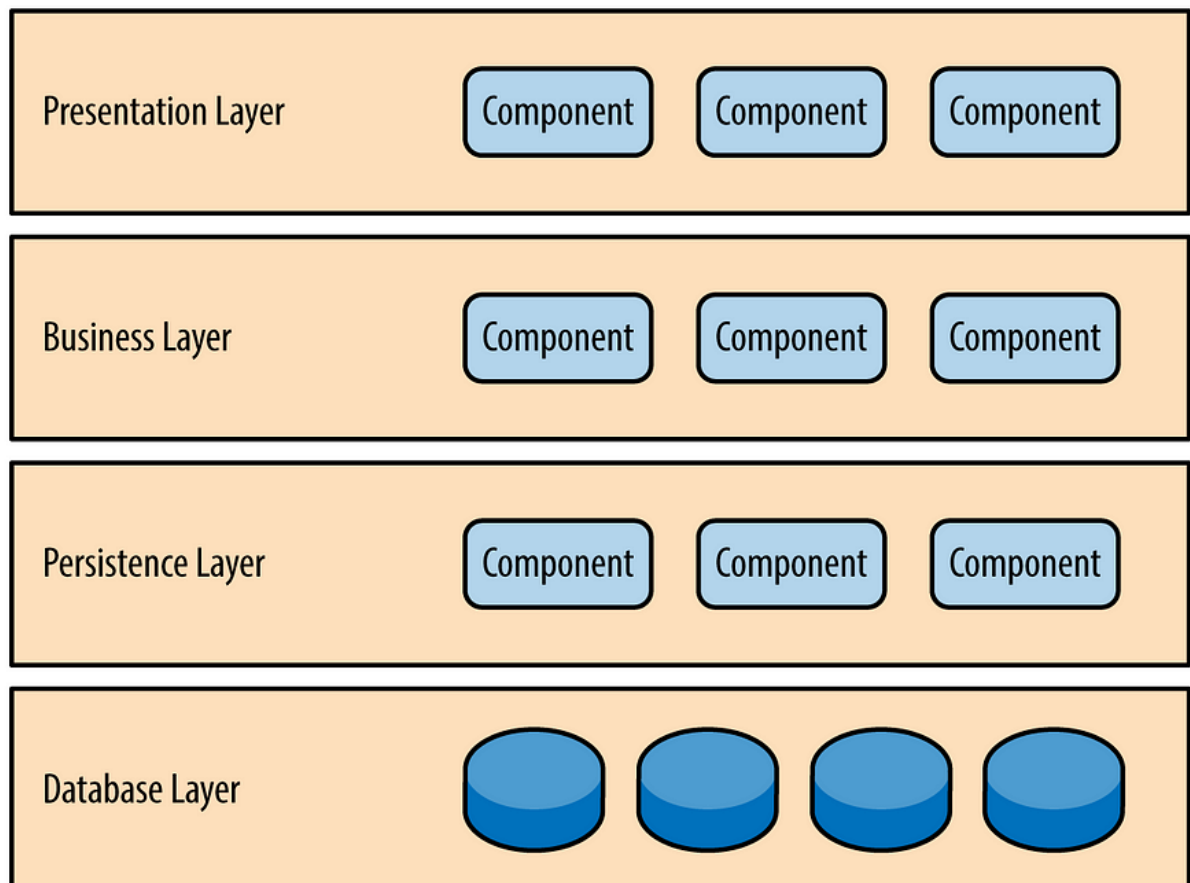 Presentation Layer Component Component Component
Business Layer Component Component Component
Persistence Layer Component Component Component
Database Layer